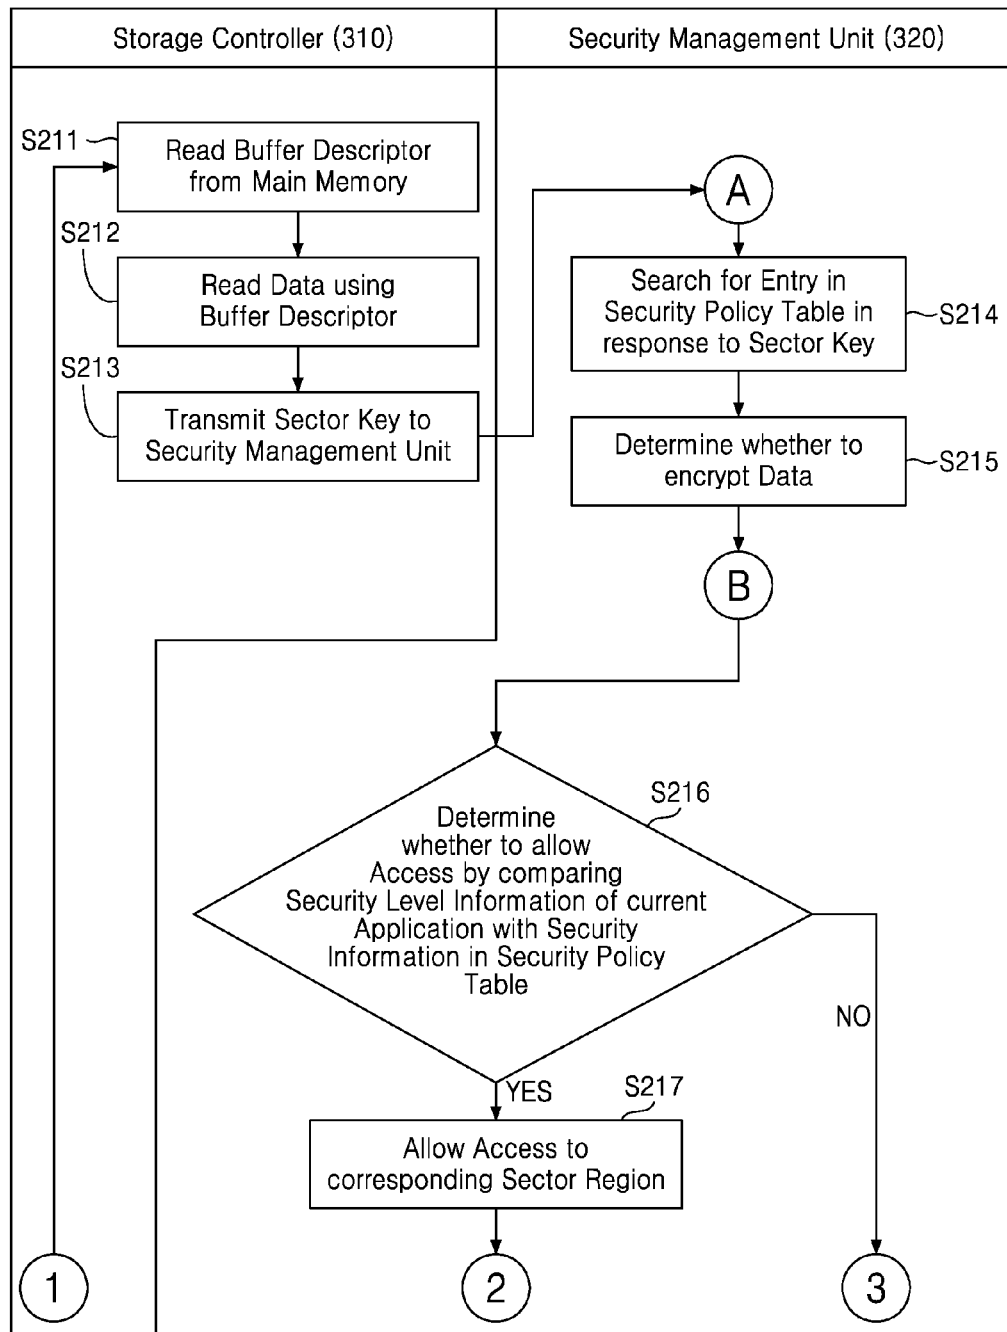 Storage Controller (310)
Security Management Unit (320)
S211
Read Buffer Descriptor
from Main Memory
S212
Read Data using
Buffer Descriptor
S213
Transmit Sector Key to
Security Management Unit
A
Search for Entry in
Security Policy Table in
response to Sector Key
S214
Determine whether to
encrypt Data
S215
B
S216
Determine
whether to allow
Access by comparing
Security Level Information of current
Application with Security
Information in Security Policy
Table
NO
YES
S217
Allow Access to
corresponding Sector Region
1
2
3